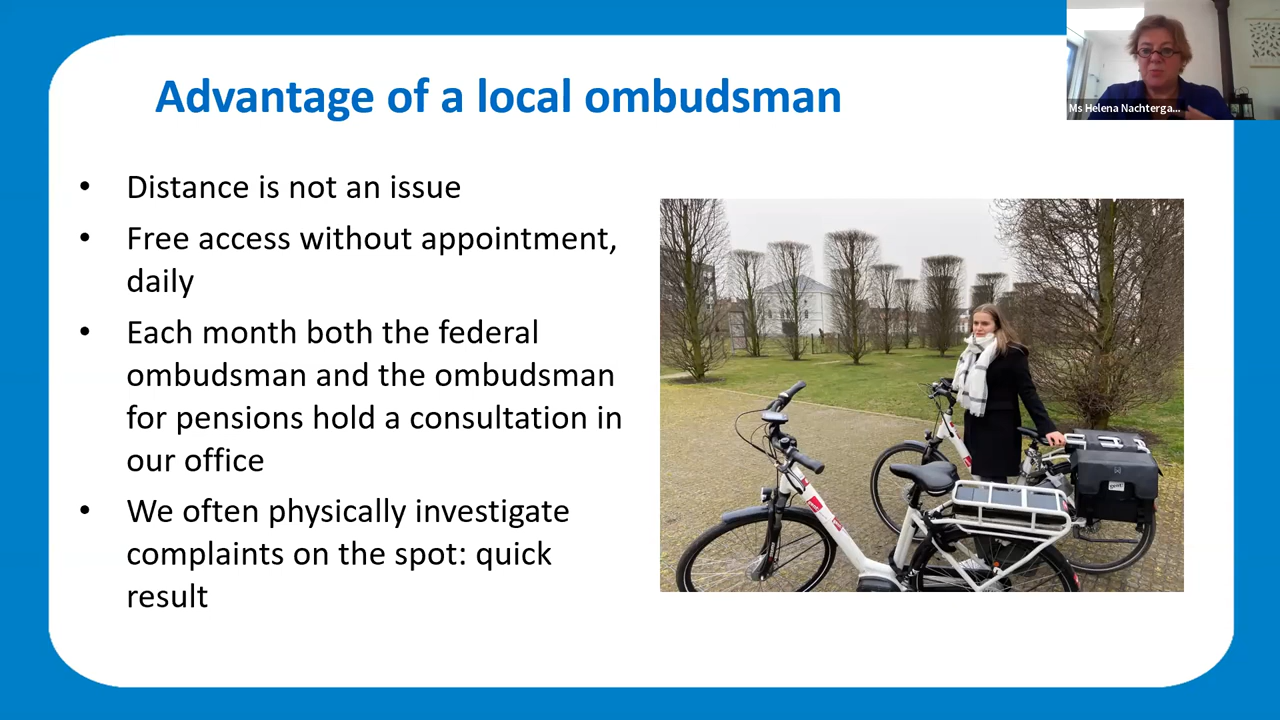 Ms Helena Nachterga...
Advantage of a local ombudsman
• Distance is not an issue
• Free access without appointment,
daily
• Each month both the federal
ombudsman and the ombudsman
for pensions hold a consultation in
our office
• We often physically investigate
complaints on the spot: quick
result